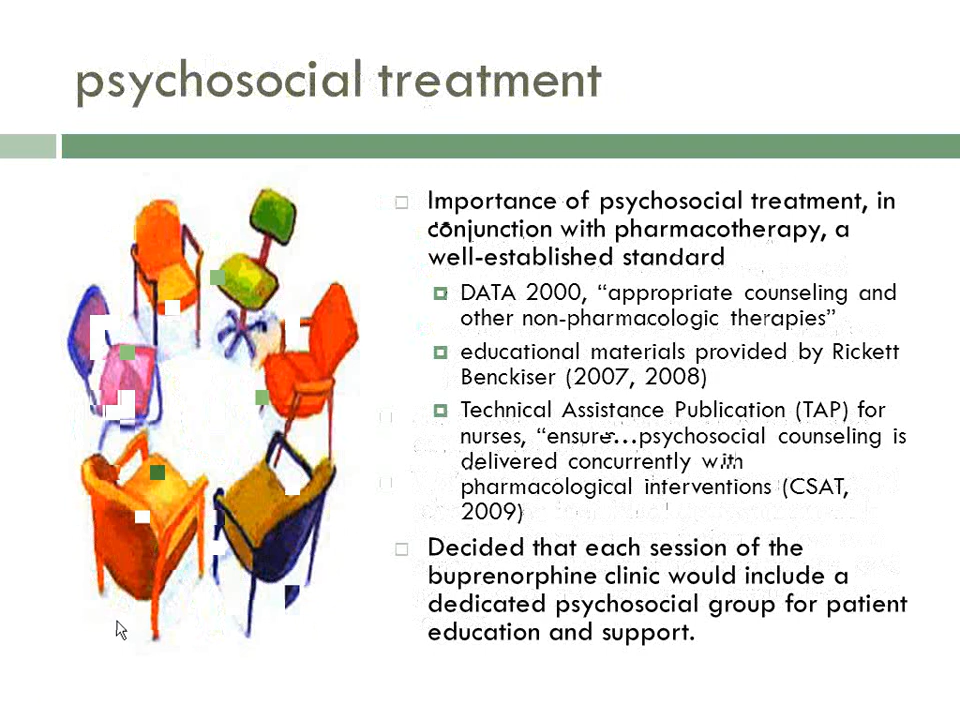 psychosocial treatment
Importance of psychosocial treatment, in
conjunction with pharmacotherapy, a
well-established standard
DATA 2000, “appropriate counseling and
other non-pharmacologic therapies”
educational materials provided by Rickett
Benckiser (2007, 2008)
Technical Assistance Publication (TAP) for
nurses, “ensure…psychosocial counseling is
delivered concurrently with
pharmacological interventions (CSAT,
2009)
Decided that each session of the
buprenorphine clinic would include a
dedicated psychosocial group for patient
education and support.